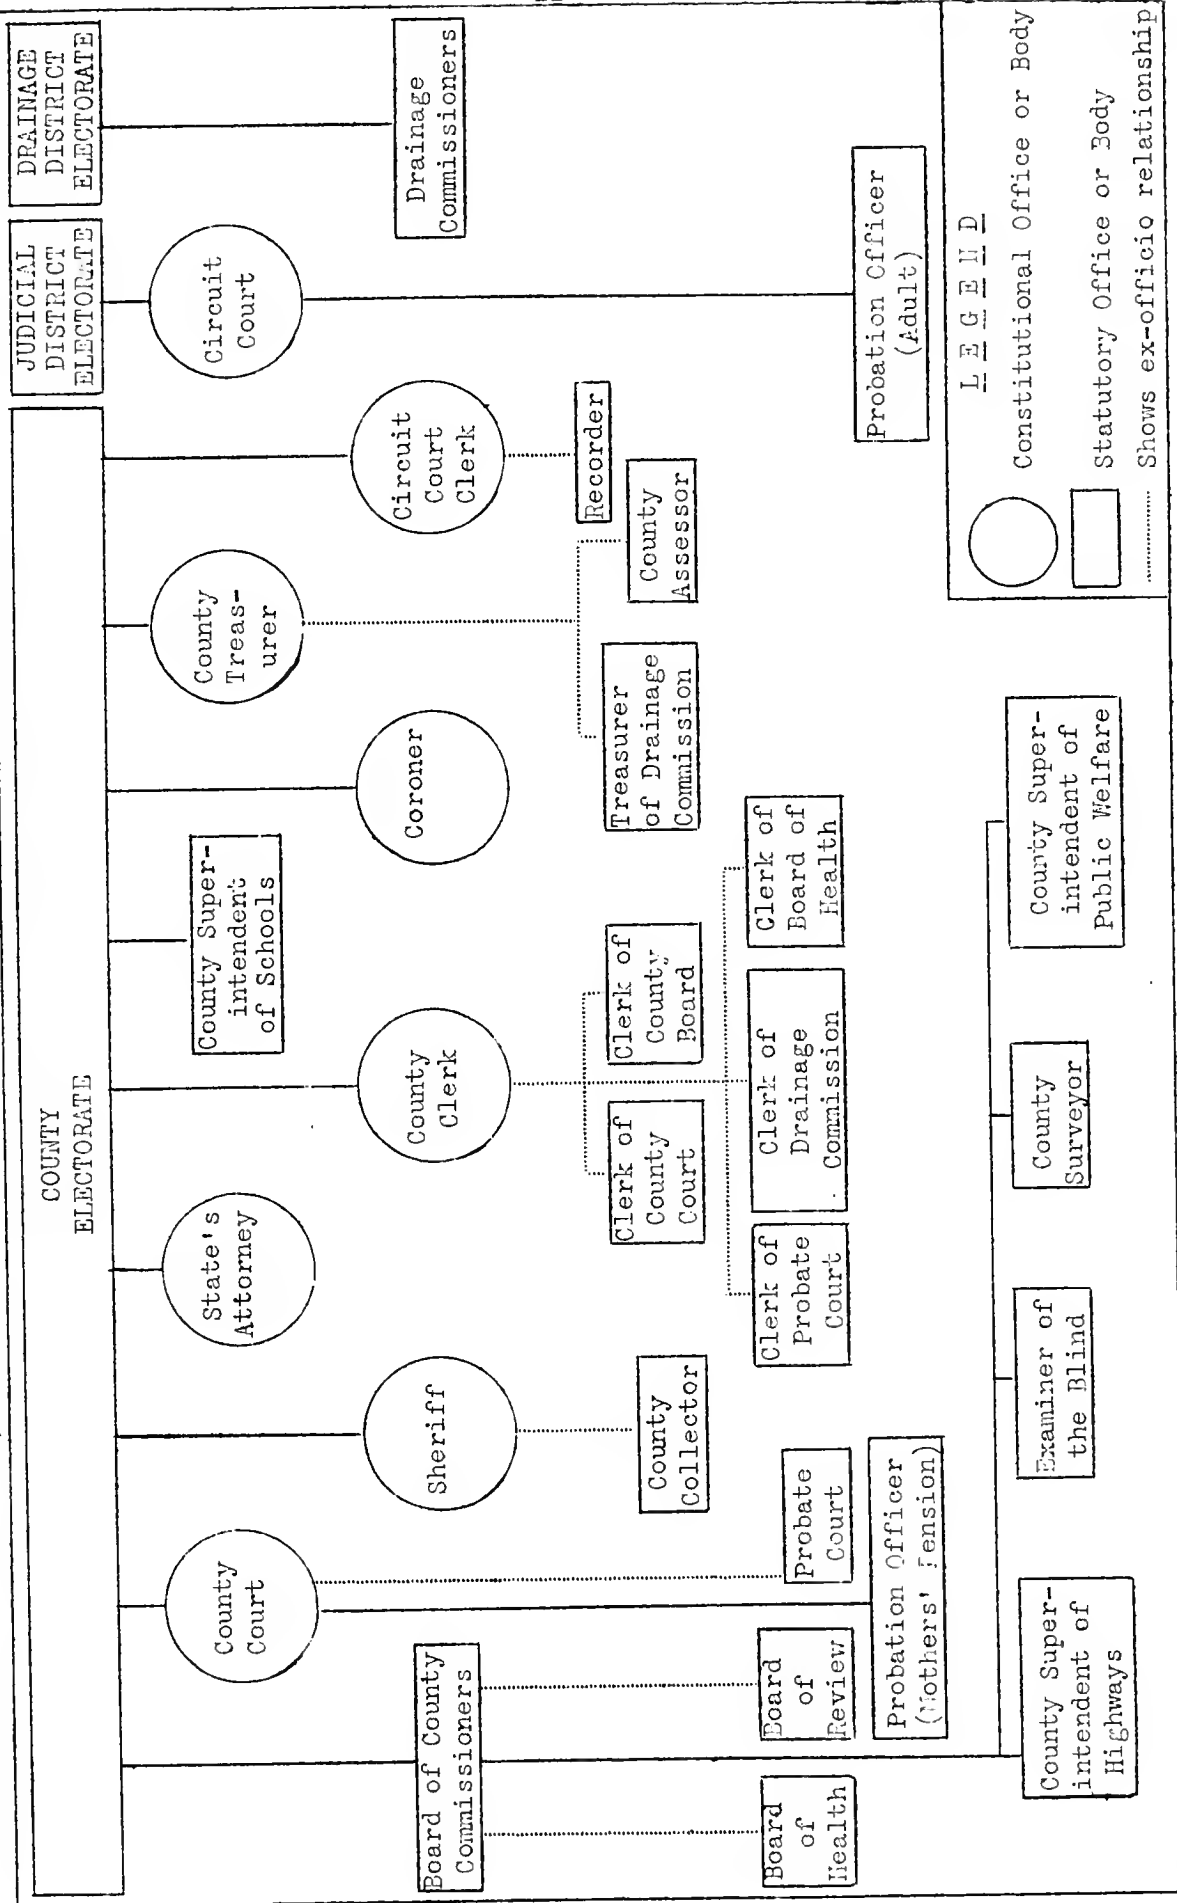 COUNTY
ELECTORATE
JUDICIAL
DISTRICT
ELECTORATE
DRAINAGE
DISTRICT
ELECTORATE
Board of County
Commissioners
County
Court
Sheriff
State's
Attorney
County
Clerk
County Super-
intendent
of Schools
Coroner
County
Treas-
urer
Circuit
Court
Clerk
Circuit
Court
Drainage
Commissioners
Board
of
Health
Board
of
Review
Probate
Court
Probation Officer
(Mothers' Pension)
County
Collector
Clerk of
County
Court
Clerk of
County
Board
Clerk of
Probate
Court
Clerk of
Drainage
Commission
Clerk of
Board of
Health
Treasurer
of Drainage
Commission
County
Assessor
Recorder
Probation Officer
(Adult)
County Super-
intendent of
Highways
Examiner of
the Blind
County
Surveyor
County Super-
intendent of
Public Welfare
LEGEND
Constitutional Office or Body
Statutory Office or Body
Shows ex-officio relationship